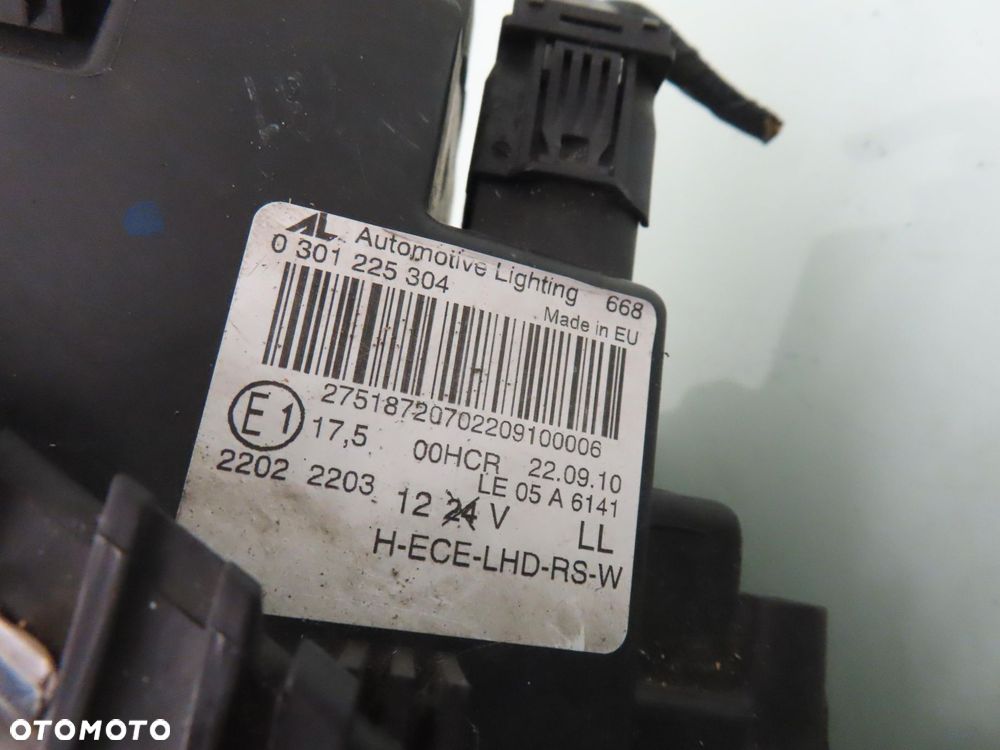 AL Automotive Lighting 668
0 301 225 304 Made in EU
27518720702209100006
E1 17,5 00HCR 22.09.10
2202 2203 LE 05 A 6141
12 24 V LL
H-ECE-LHD-RS-W
OTOMOTO